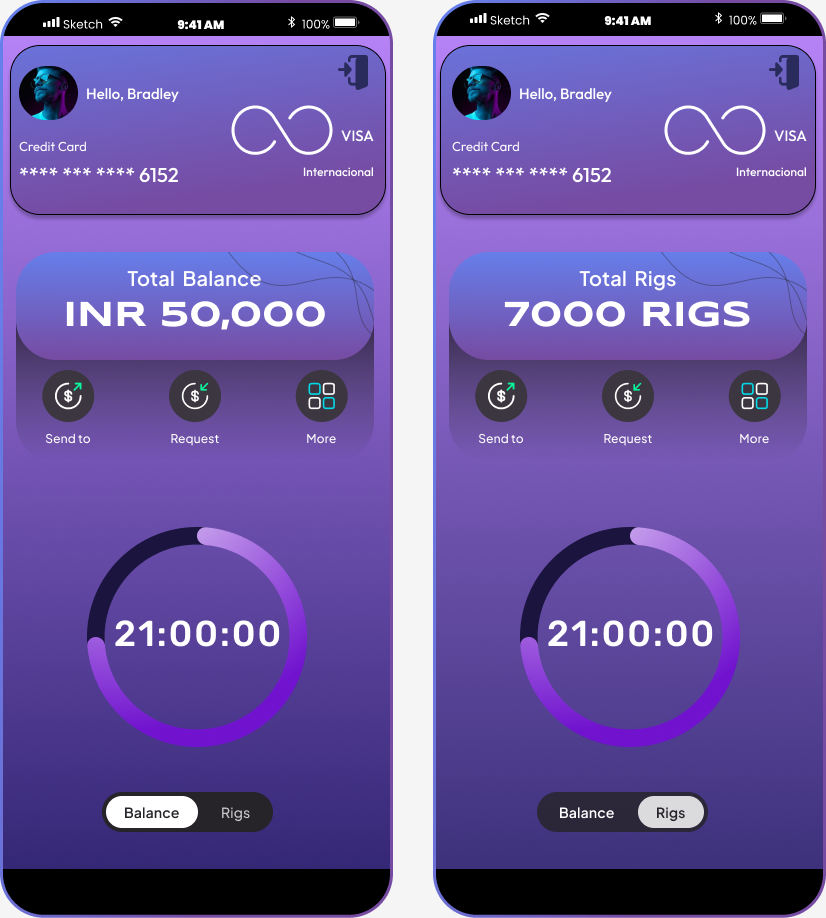 Sketch 9:41 AM 100%
Hello, Bradley
VISA
Credit Card
**** *** **** 6152
Internacional
Total Balance
INR 50,000
$ $
Send to Request More
21:00:00
Balance Rigs
Sketch 9:41 AM 100%
Hello, Bradley
VISA
Credit Card
**** *** **** 6152
Internacional
Total Rigs
7000 RIGS
$ $
Send to Request More
21:00:00
Balance Rigs